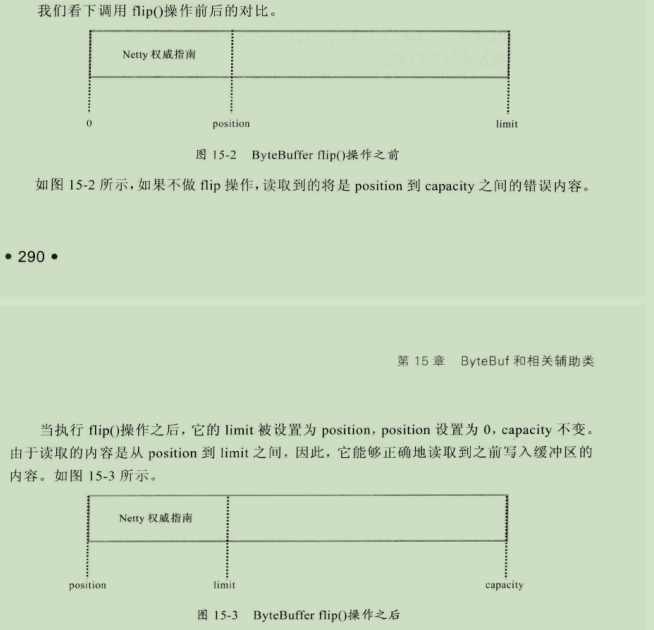 我们看下调用 flip()操作前后的对比。
Netty 权威指南
0
position
limit
图 15-2 ByteBuffer flip()操作之前
如图 15-2 所示，如果不做 flip 操作，读取到的将是 position 到 capacity 之间的错误内容。
• 290 •
第 15 章 ByteBuf 和相关辅助类
当执行 flip()操作之后，它的 limit 被设置为 position，position 设置为 0，capacity 不变。
由于读取的内容是从 position 到 limit 之间，因此，它能够正确地读取到之前写入缓冲区的
内容。如图 15-3 所示。
Netty 权威指南
position
limit
capacity
图 15-3 ByteBuffer flip()操作之后